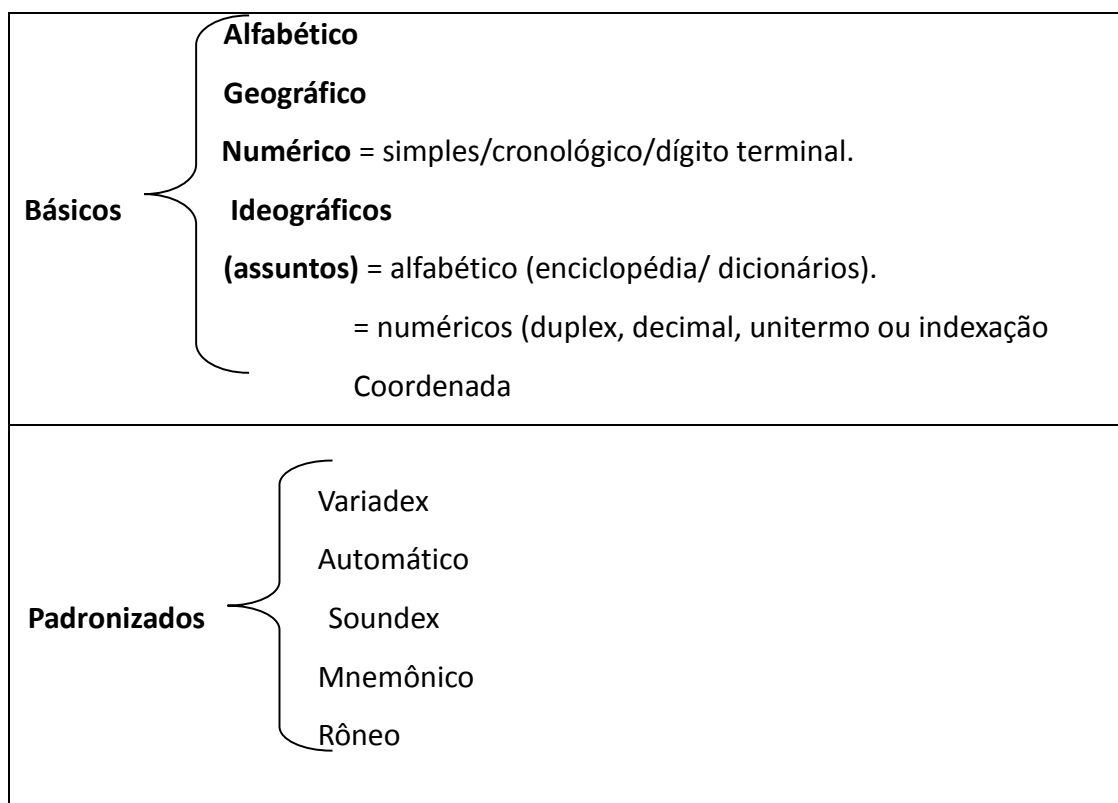 Alfabético
Geográfico
Numérico = simples/cronológico/dígito terminal.
Básicos
Ideográficos
(assuntos) = alfabético (enciclopédia/ dicionários).
= numéricos (duplex, decimal, unitermo ou indexação
Coordenada
Variadex
Automático
Padronizados
Soundex
Mnemônico
Rôneo